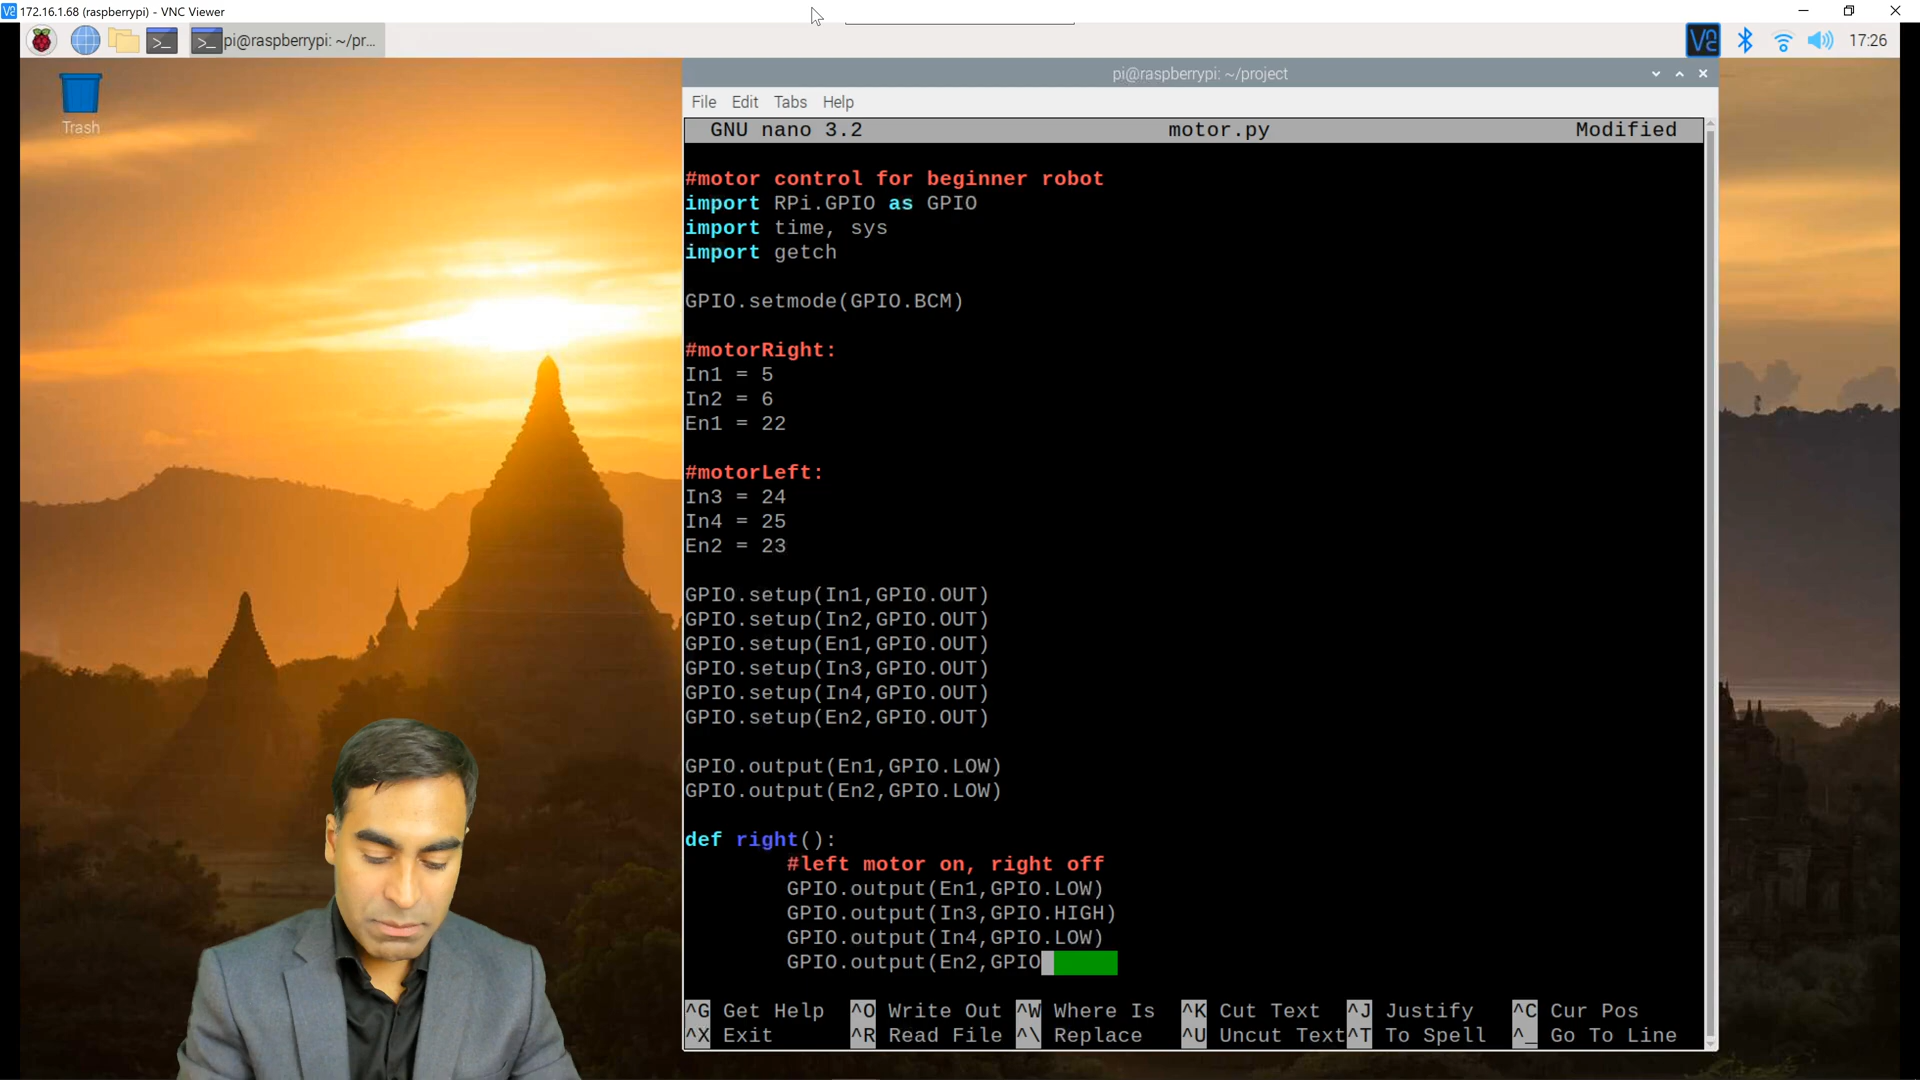 172.16.1.68 (raspberrypi) - VNC Viewer
pi@raspberrypi: ~/pr...
17:26
Trash
pi@raspberrypi: ~/project
File Edit Tabs Help
GNU nano 3.2 motor.py Modified
#motor control for beginner robot
import RPi.GPIO as GPIO
import time, sys
import getch
GPIO.setmode(GPIO.BCM)
#motorRight:
In1 = 5
In2 = 6
En1 = 22
#motorLeft:
In3 = 24
In4 = 25
En2 = 23
GPIO.setup(In1,GPIO.OUT)
GPIO.setup(In2,GPIO.OUT)
GPIO.setup(En1,GPIO.OUT)
GPIO.setup(In3,GPIO.OUT)
GPIO.setup(In4,GPIO.OUT)
GPIO.setup(En2,GPIO.OUT)
GPIO.output(En1,GPIO.LOW)
GPIO.output(En2,GPIO.LOW)
def right():
#left motor on, right off
GPIO.output(En1,GPIO.LOW)
GPIO.output(In3,GPIO.HIGH)
GPIO.output(In4,GPIO.LOW)
GPIO.output(En2,GPIO
^G Get Help ^O Write Out ^W Where Is ^K Cut Text ^J Justify ^C Cur Pos
^X Exit ^R Read File ^\ Replace ^U Uncut Text ^T To Spell ^_ Go To Line